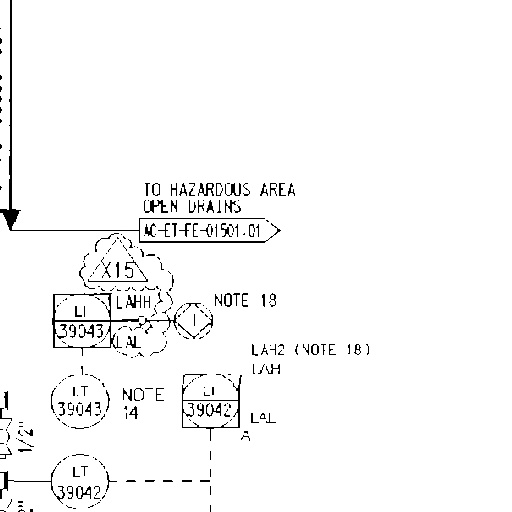 TO HAZARDOUS AREA
OPEN DRAINS
AC-ET-FE-01501.01
X15
LAHH
NOTE 18
LI
39043
I
LAL
LAH2 (NOTE 18)
LAH
LT
39043
NOTE
14
LI
39042
LAL
A
1/2"
LT
39042